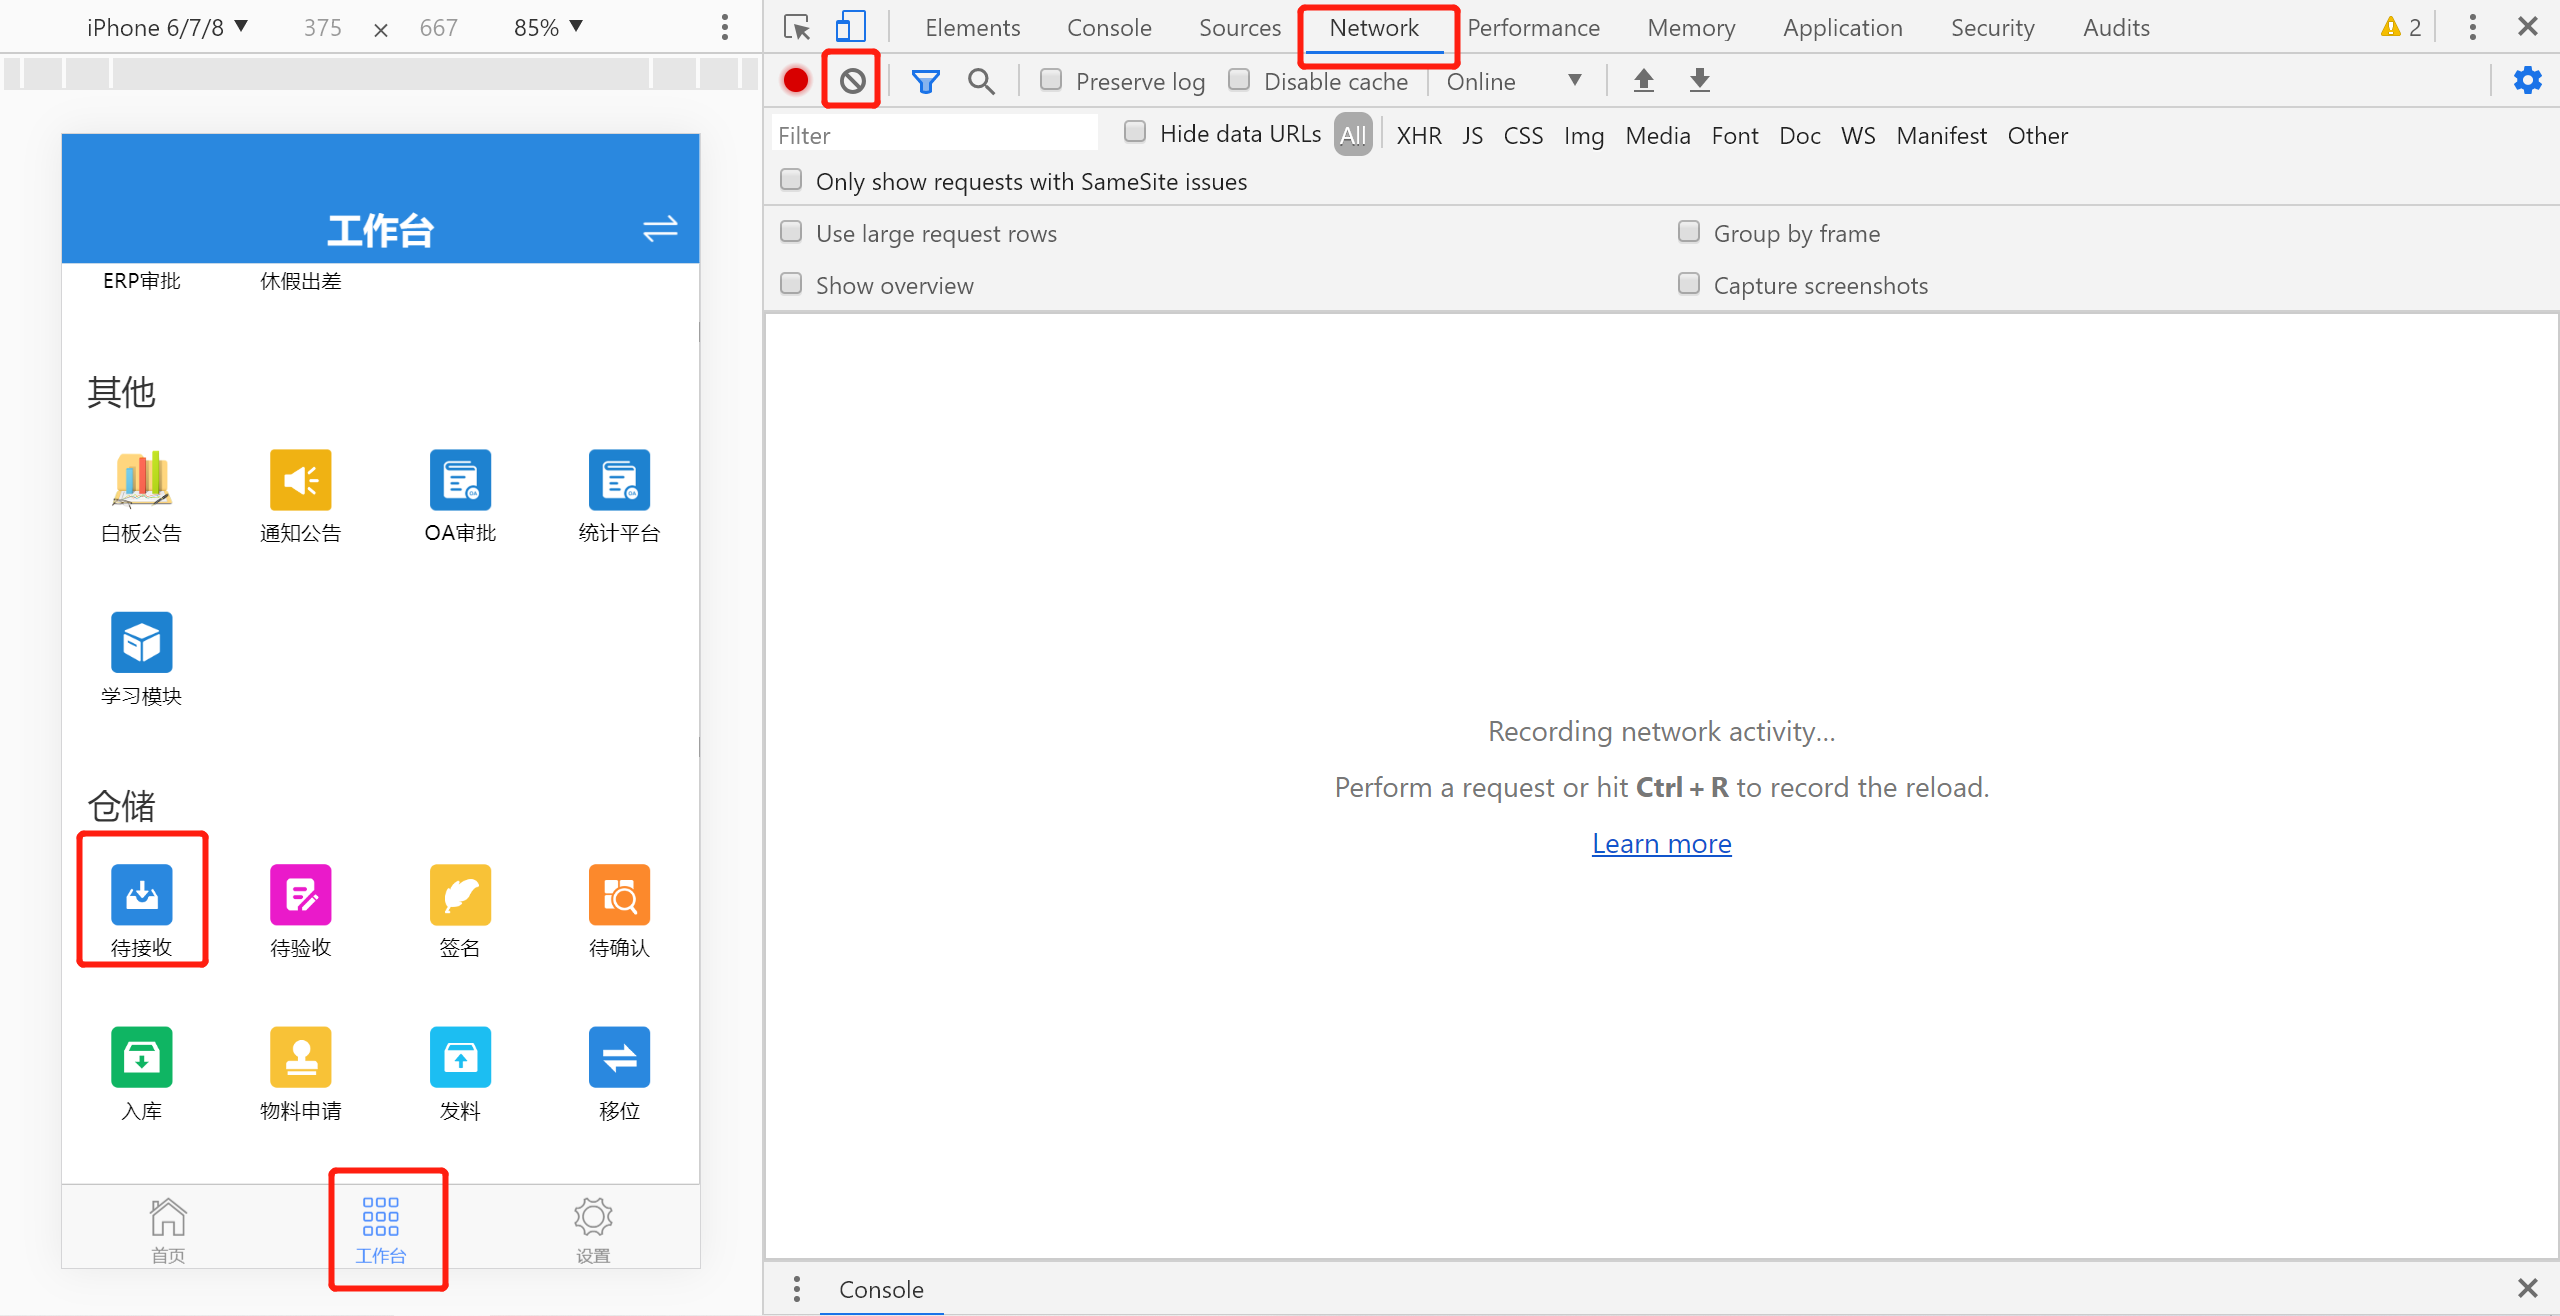 iPhone 6/7/8 ▼ 375 × 667 85% ▼
工作台
ERP审批 休假出差
其他
白板公告 通知公告 OA审批 统计平台
学习模块
仓储
待接收 待验收 签名 待确认
入库 物料申请 发料 移位
首页 工作台 设置
Elements Console Sources Network Performance Memory Application Security Audits 2
Preserve log Disable cache Online ▼
Filter Hide data URLs All XHR JS CSS Img Media Font Doc WS Manifest Other
Only show requests with SameSite issues
Use large request rows Group by frame
Show overview Capture screenshots
Recording network activity...
Perform a request or hit Ctrl + R to record the reload.
Learn more
Console